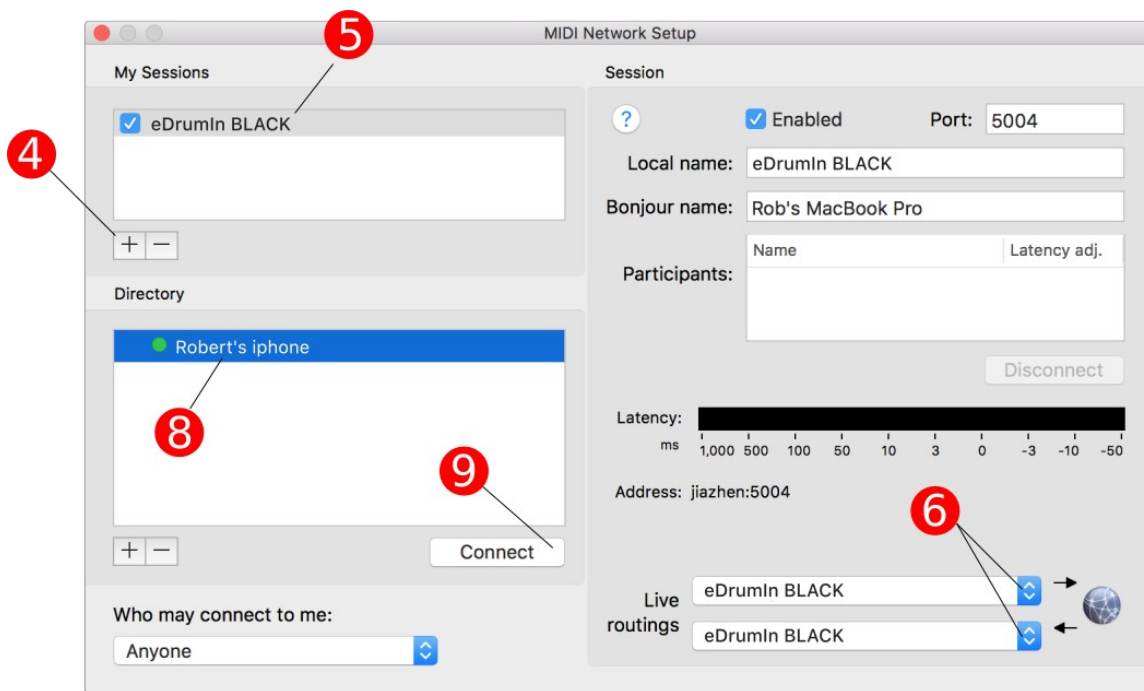 MIDI Network Setup
5
My Sessions
eDrumIn BLACK
4
+ −
Directory
Robert's iphone
8
9
+ −
Connect
Who may connect to me:
Anyone
Session
?
Enabled
Port: 5004
Local name: eDrumIn BLACK
Bonjour name: Rob's MacBook Pro
Participants:
Name Latency adj.
Disconnect
Latency:
ms 1,000 500 100 50 10 3 0 -3 -10 -50
Address: jiazhen:5004
6
Live routings
eDrumIn BLACK
eDrumIn BLACK